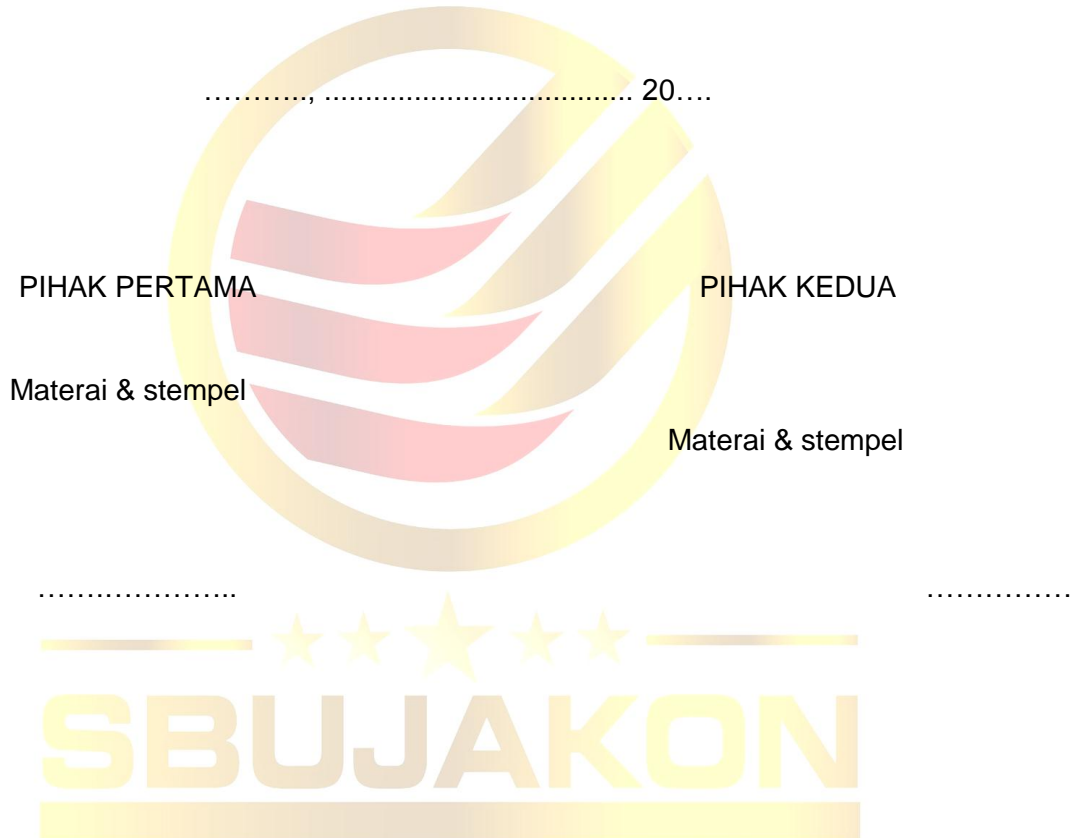 ………..., ...................................... 20….
PIHAK PERTAMA PIHAK KEDUA
Materai & stempel
Materai & stempel
…….………….. ……………
SBUJAKON